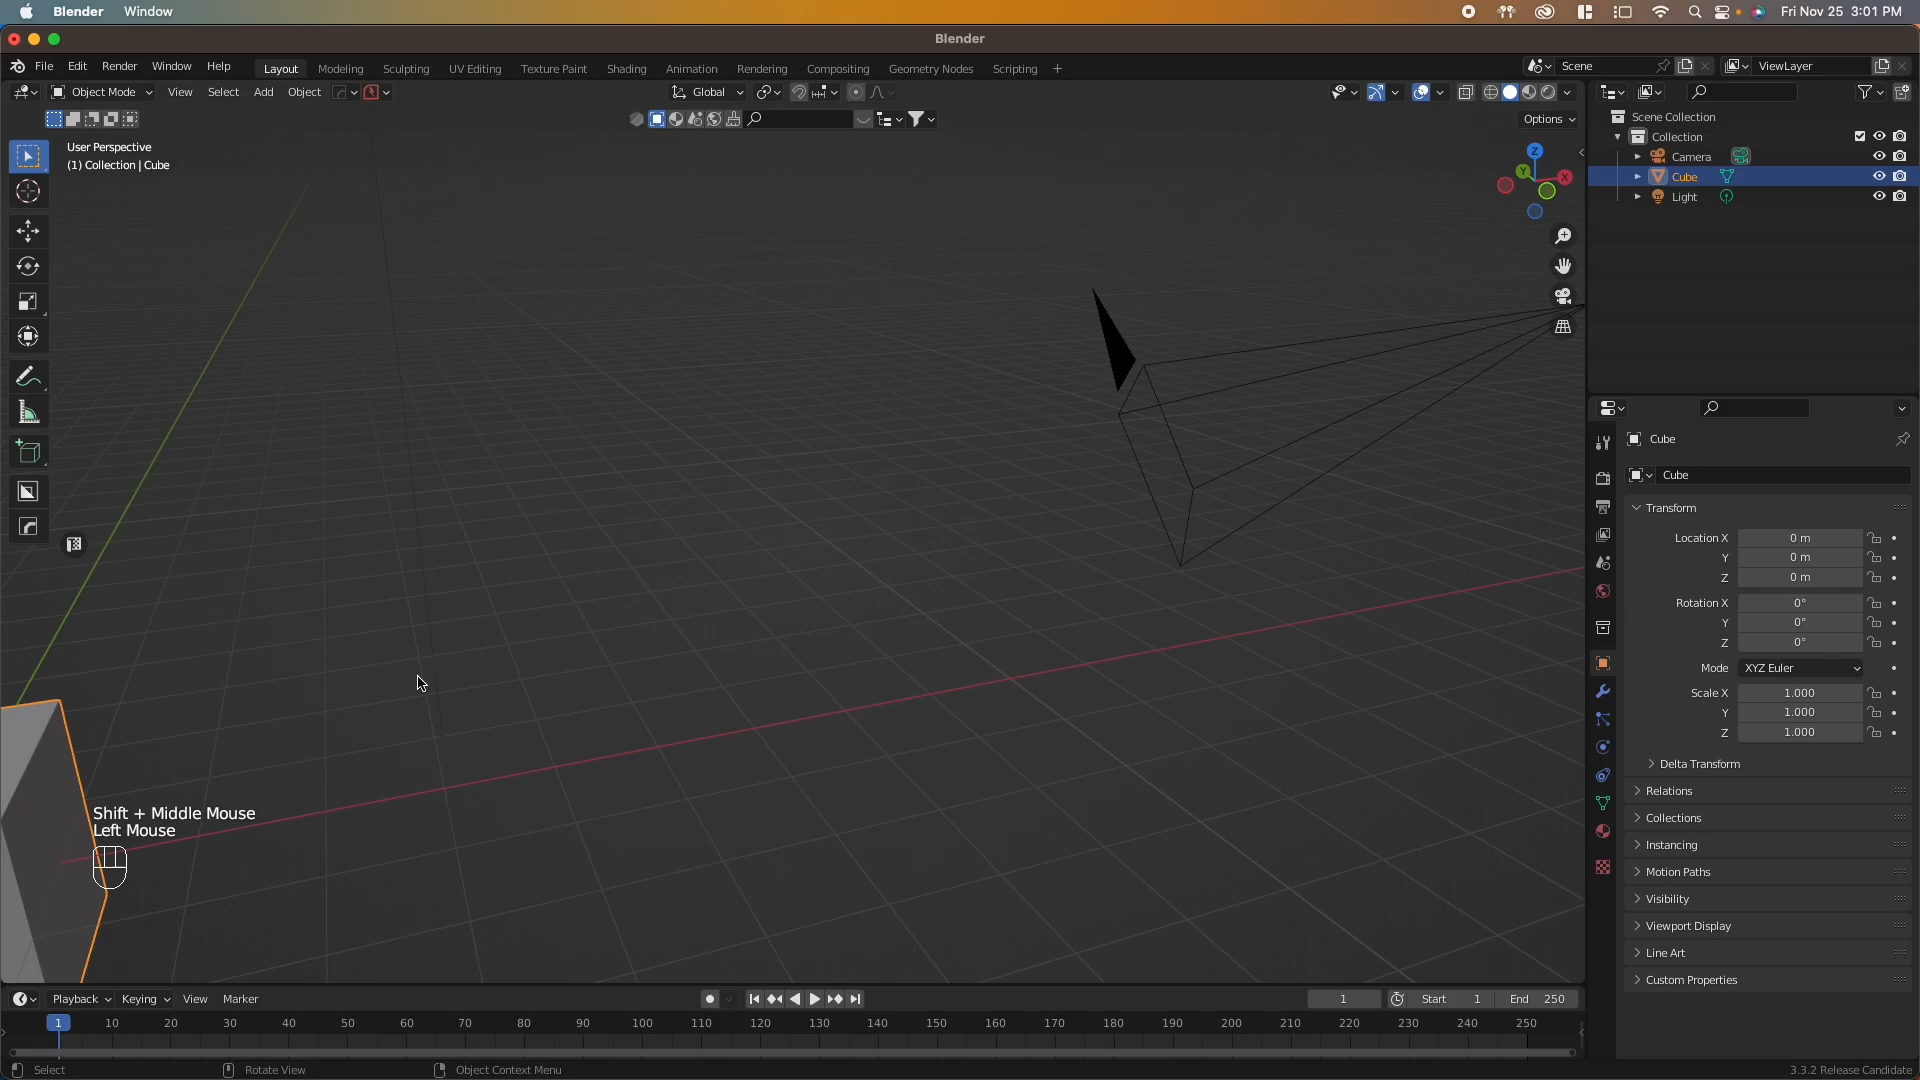 Blender Window Fri Nov 25 3:01 PM
Blender
File Edit Render Window Help Layout Modeling Sculpting UV Editing Texture Paint Shading Animation Rendering Compositing Geometry Nodes Scripting + Scene ViewLayer
Object Mode View Select Add Object Global
Options
User Perspective
(1) Collection | Cube
Z
Y
X
Scene Collection
Collection
Camera
Cube
Light
Cube
Cube
Transform
Location X 0 m
Y 0 m
Z 0 m
Rotation X 0°
Y 0°
Z 0°
Mode XYZ Euler
Scale X 1.000
Y 1.000
Z 1.000
Delta Transform
Relations
Collections
Instancing
Motion Paths
Visibility
Viewport Display
Line Art
Custom Properties
Shift + Middle Mouse
Left Mouse
Playback Keying View Marker 1 Start 1 End 250
1 10 20 30 40 50 60 70 80 90 100 110 120 130 140 150 160 170 180 190 200 210 220 230 240 250
Select Rotate View Object Context Menu 3.3.2 Release Candidate